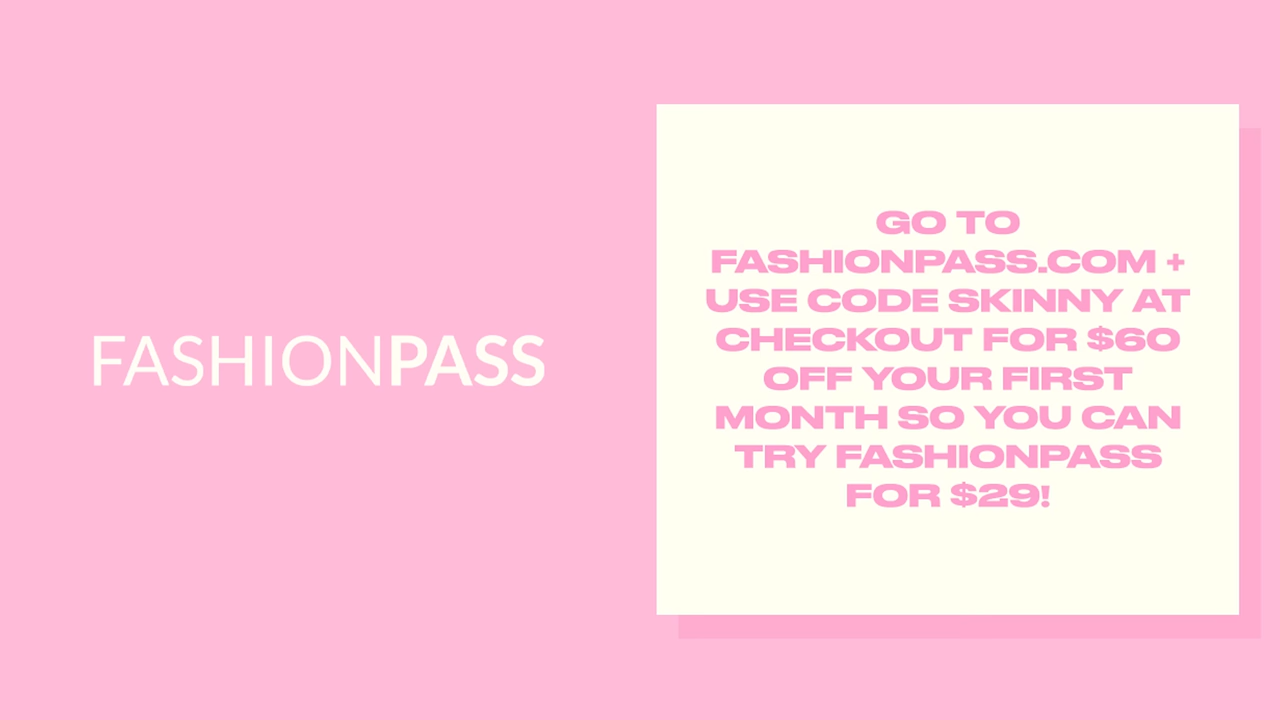 FASHIONPASS
GO TO
FASHIONPASS.COM +
USE CODE SKINNY AT
CHECKOUT FOR $60
OFF YOUR FIRST
MONTH SO YOU CAN
TRY FASHIONPASS
FOR $29!